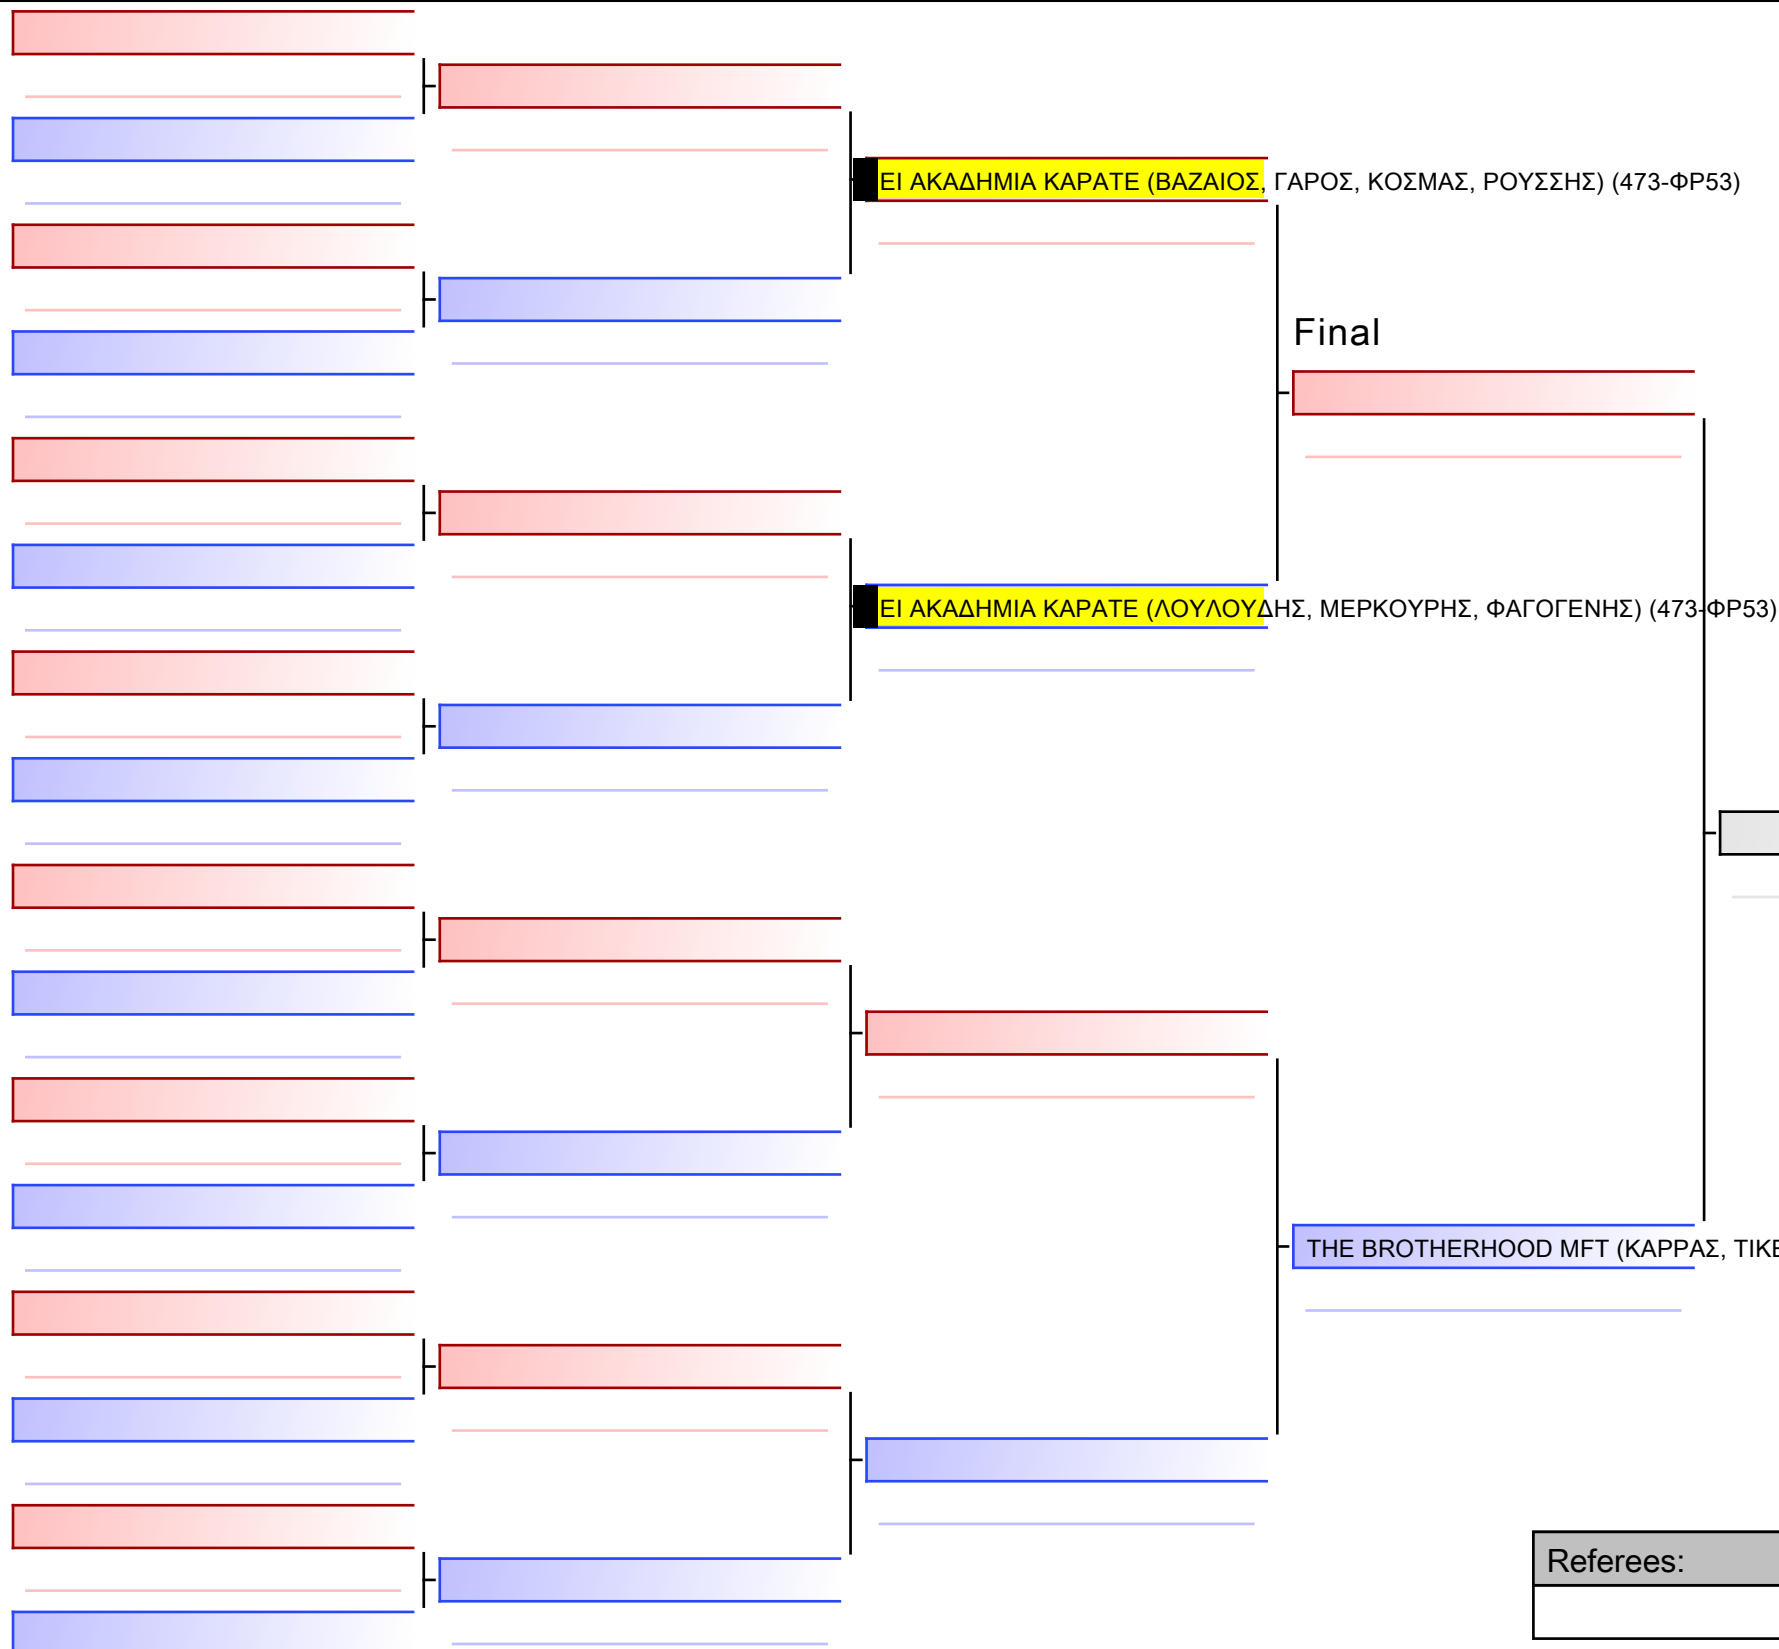 ΕΙ ΑΚΑΔΗΜΙΑ ΚΑΡΑΤΕ (ΒΑΖΑΙΟΣ, ΓΑΡΟΣ, ΚΟΣΜΑΣ, ΡΟΥΣΣΗΣ) (473-ΦΡ53)
Final
ΕΙ ΑΚΑΔΗΜΙΑ ΚΑΡΑΤΕ (ΛΟΥΛΟΥΔΗΣ, ΜΕΡΚΟΥΡΗΣ, ΦΑΓΟΓΕΝΗΣ) (473-ΦΡ53)
THE BROTHERHOOD MFT (ΚΑΡΡΑΣ,
Referees: